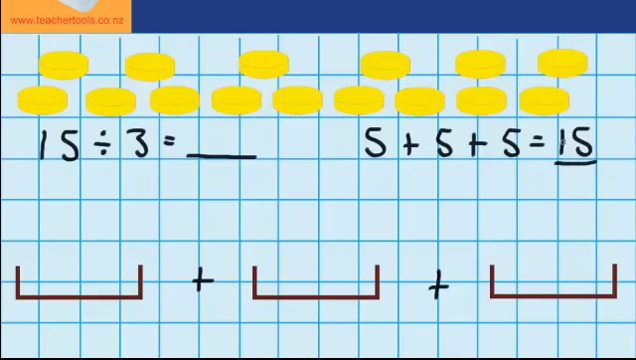 www.teachertools.co.nz
15 ÷ 3 = ___
5 + 5 + 5 = 15
+ +